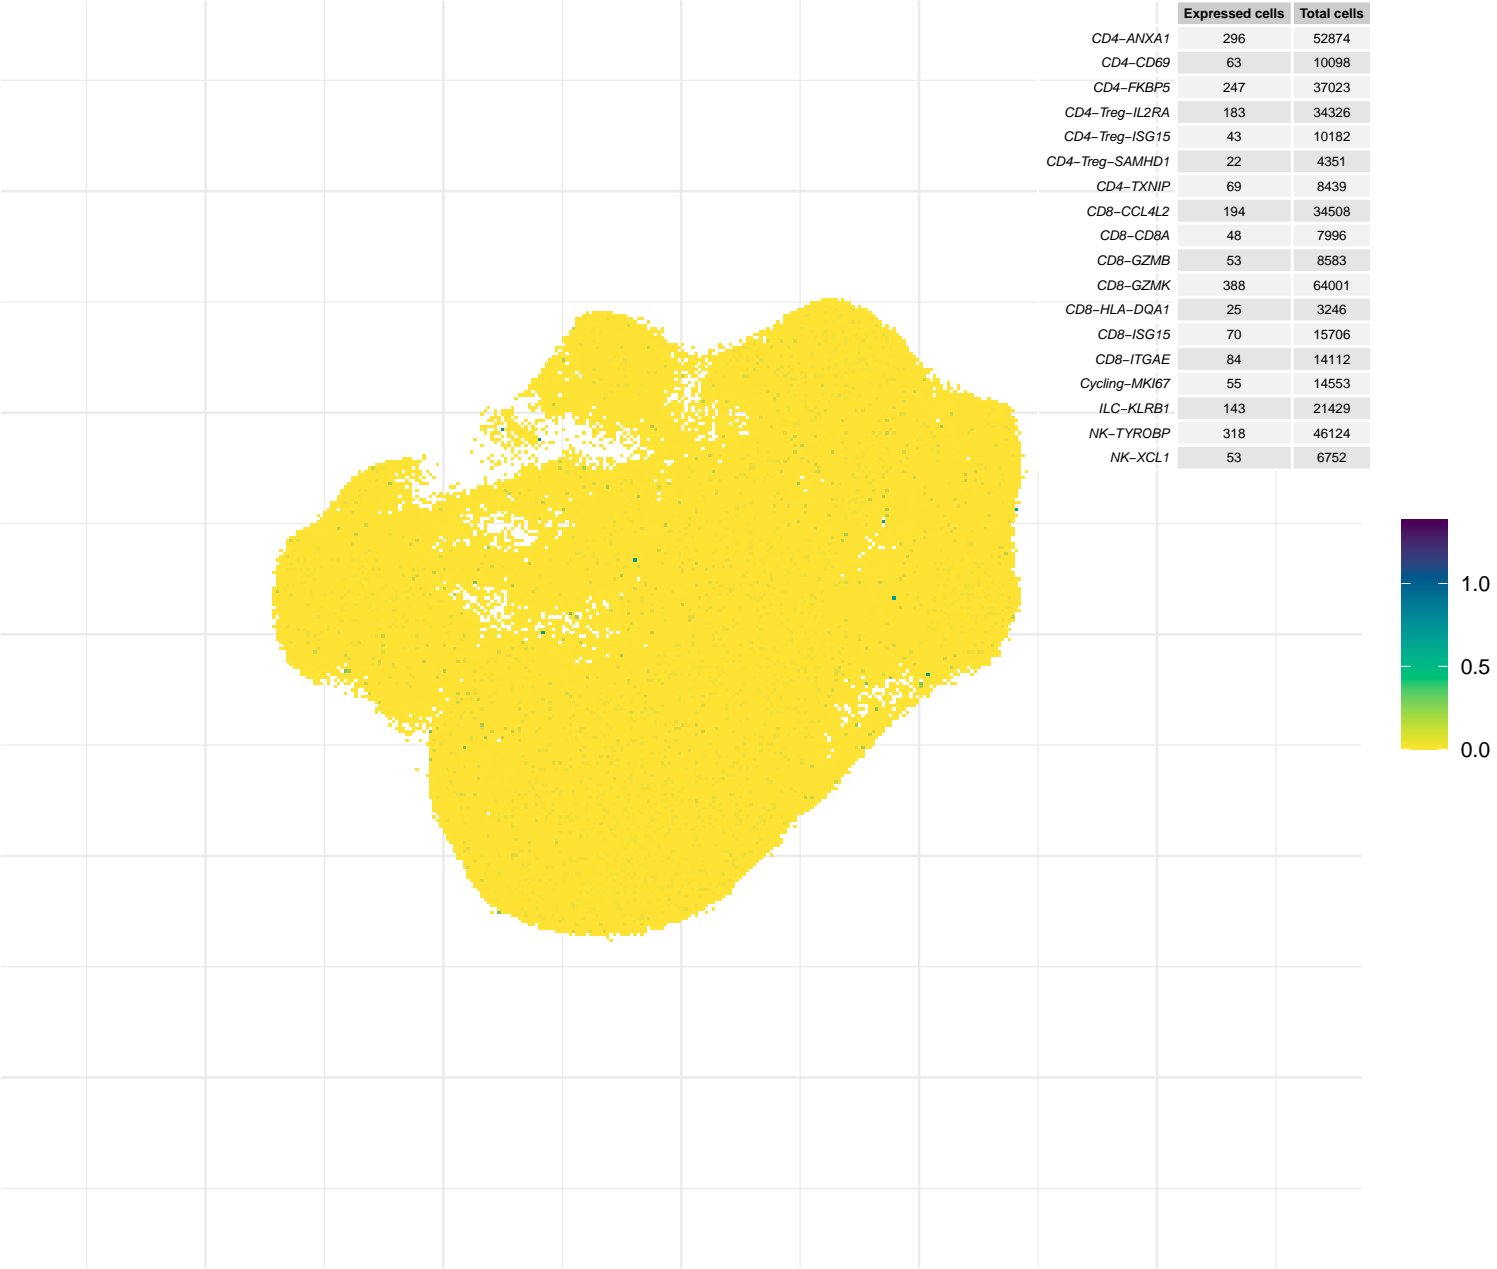 Expressed cells Total cells
CD4−ANXA1 296 52874
CD4−CD69 63 10098
CD4−FKBP5 247 37023
CD4−Treg−IL2RA 183 34326
CD4−Treg−ISG15 43 10182
CD4−Treg−SAMHD1 22 4351
CD4−TXNIP 69 8439
CD8−CCL4L2 194 34508
CD8−CD8A 48 7996
CD8−GZMB 53 8583
CD8−GZMK 388 64001
CD8−HLA−DQA1 25 3246
CD8−ISG15 70 15706
CD8−ITGAE 84 14112
Cycling−MKI67 55 14553
ILC−KLRB1 143 21429
NK−TYROBP 318 46124
NK−XCL1 53 6752
1.0
0.5
0.0